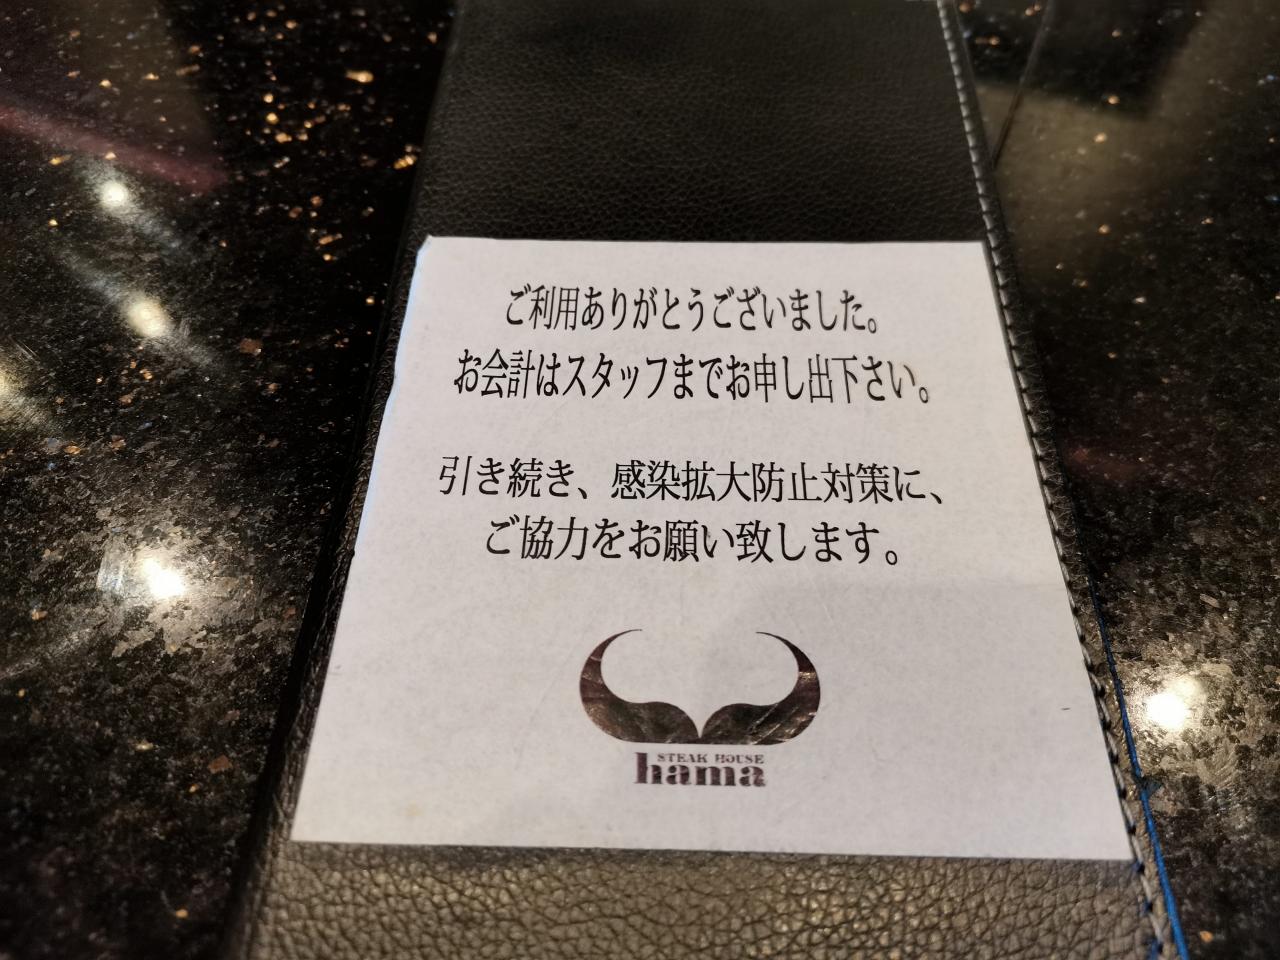 ご利用ありがとうございました。
お会計はスタッフまでお申し出下さい。
引き続き、感染拡大防止対策に、
ご協力をお願い致します。
STEAK HOUSE
hama